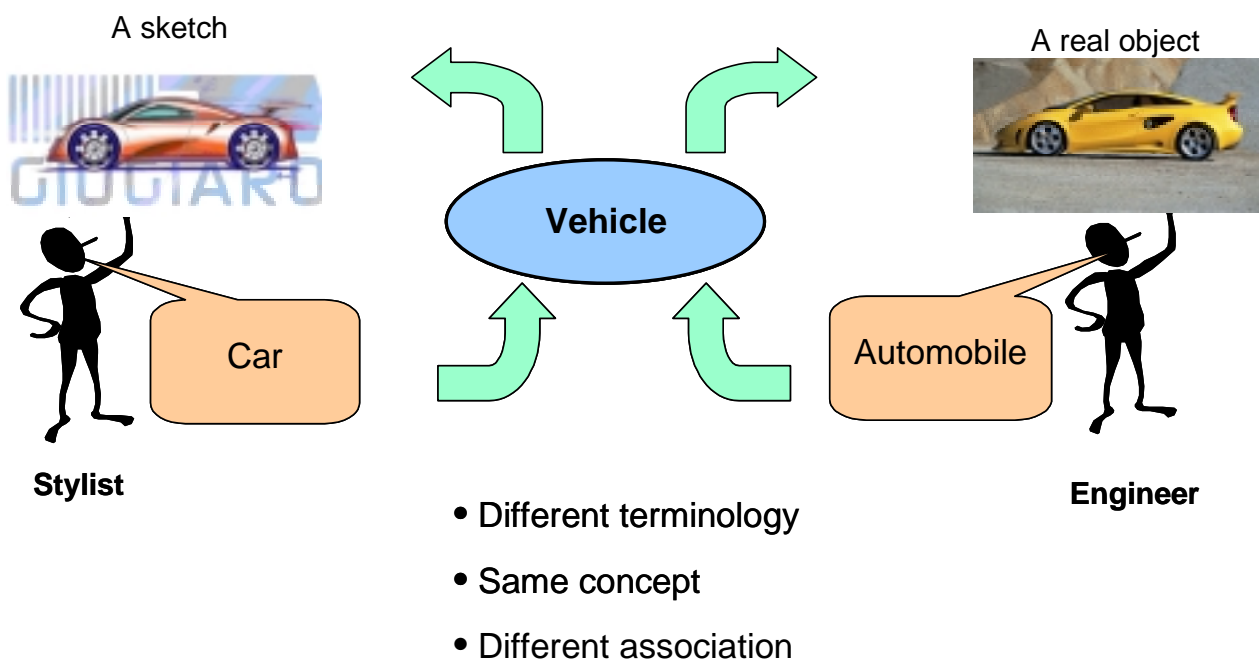 A sketch
A real object
GIUGIARO
Vehicle
Car
Automobile
Stylist
Engineer
• Different terminology
• Same concept
• Different association